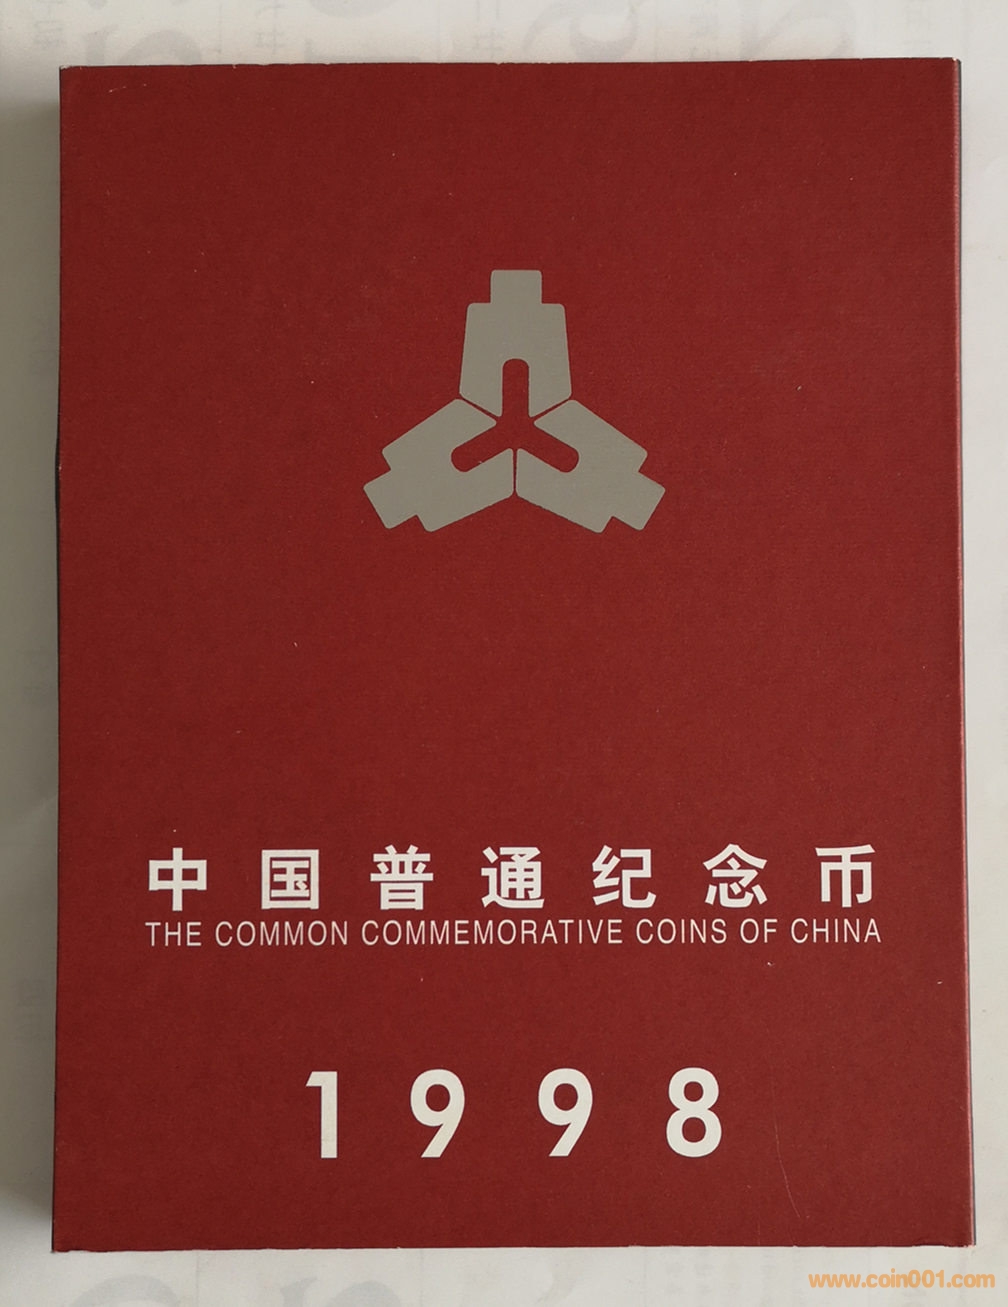 中国普通纪念币
THE COMMON COMMEMORATIVE COINS OF CHINA
1998
www.coin001.com